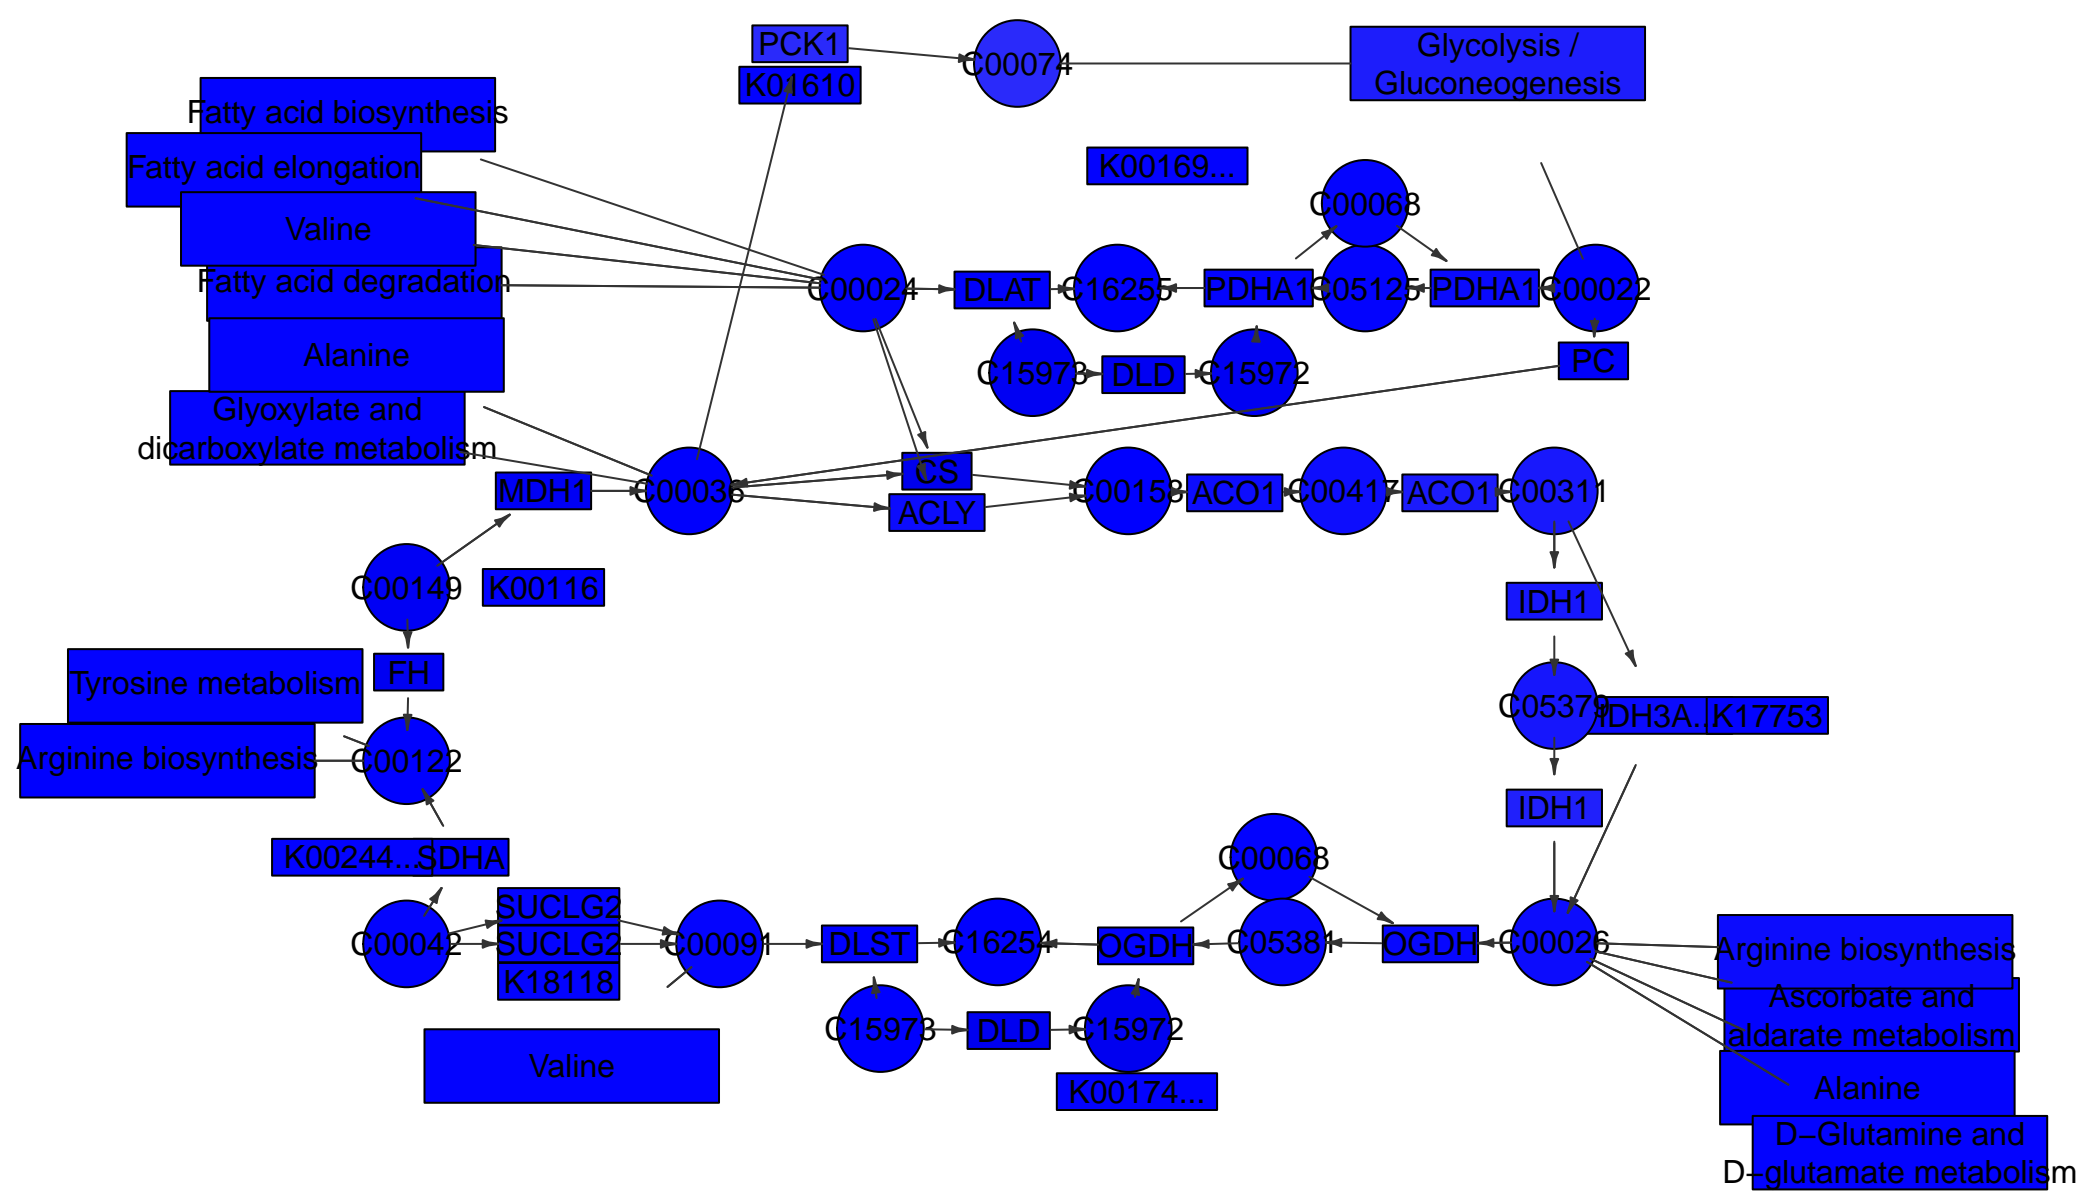 PCK1
C00074
Glycolysis /
Gluconeogenesis
K01610
Fatty acid biosynthesis
Fatty acid elongation
K00169...
C00068
Valine
Fatty acid degradation
C00024
DLAT
C16255
PDHA1
C05125
PDHA1
C00022
Alanine
C15973
DLD
C15972
PC
Glyoxylate and
dicarboxylate metabolism
MDH1
C00036
CS
ACLY
C00158
ACO1
C00417
ACO1
C00311
C00149
K00116
IDH1
FH
Tyrosine metabolism
C05379
IDH3A...
K17753
Arginine biosynthesis
C00122
IDH1
K00244...
SDHA
C00068
C00042
SUCLG2
SUCLG2
K18118
C00091
DLST
C16254
OGDH
C05381
OGDH
C00026
Arginine biosynthesis
Ascorbate and
aldarate metabolism
C15973
DLD
C15972
Valine
K00174...
Alanine
D−Glutamine and
D−glutamate metabolism